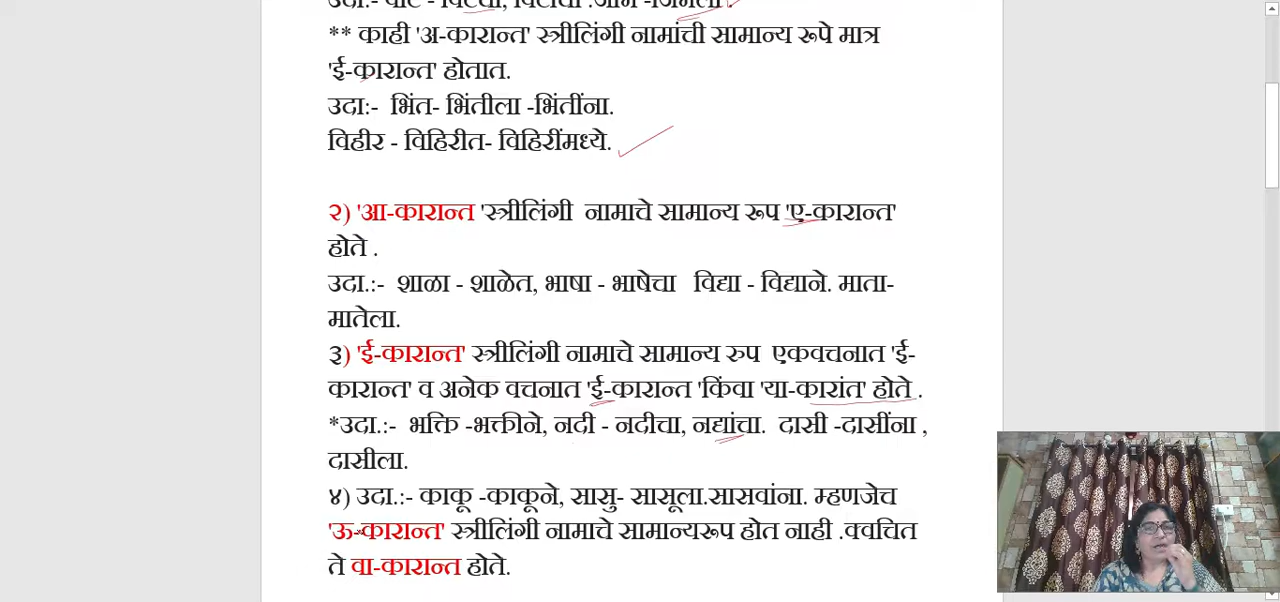 उदा.:- वाट - वाटेचा, वाटांचा .जीभ -जिभेला .
** काही 'अ-कारान्त' स्त्रीलिंगी नामांची सामान्य रूपे मात्र
'ई-कारान्त' होतात.
उदा:- भिंत- भिंतीला -भिंतींना.
विहीर - विहिरीत- विहिरींमध्ये.
२) 'आ-कारान्त 'स्त्रीलिंगी नामाचे सामान्य रूप 'ए-कारान्त'
होते .
उदा.:- शाळा - शाळेत, भाषा - भाषेचा विद्या - विद्याने. माता-
मातेला.
३) 'ई-कारान्त' स्त्रीलिंगी नामाचे सामान्य रुप एकवचनात 'ई-
कारान्त' व अनेक वचनात 'ई-कारान्त 'किंवा 'या-कारांत' होते .
*उदा.:- भक्ति -भक्तीने, नदी - नदीचा, नद्यांचा. दासी -दासींना ,
दासीला.
४) उदा.:- काकू -काकूने, सासु- सासूला.सासवांना. म्हणजेच
'ऊ-कारान्त' स्त्रीलिंगी नामाचे सामान्यरूप होत नाही .क्वचित
ते वा-कारान्त होते.